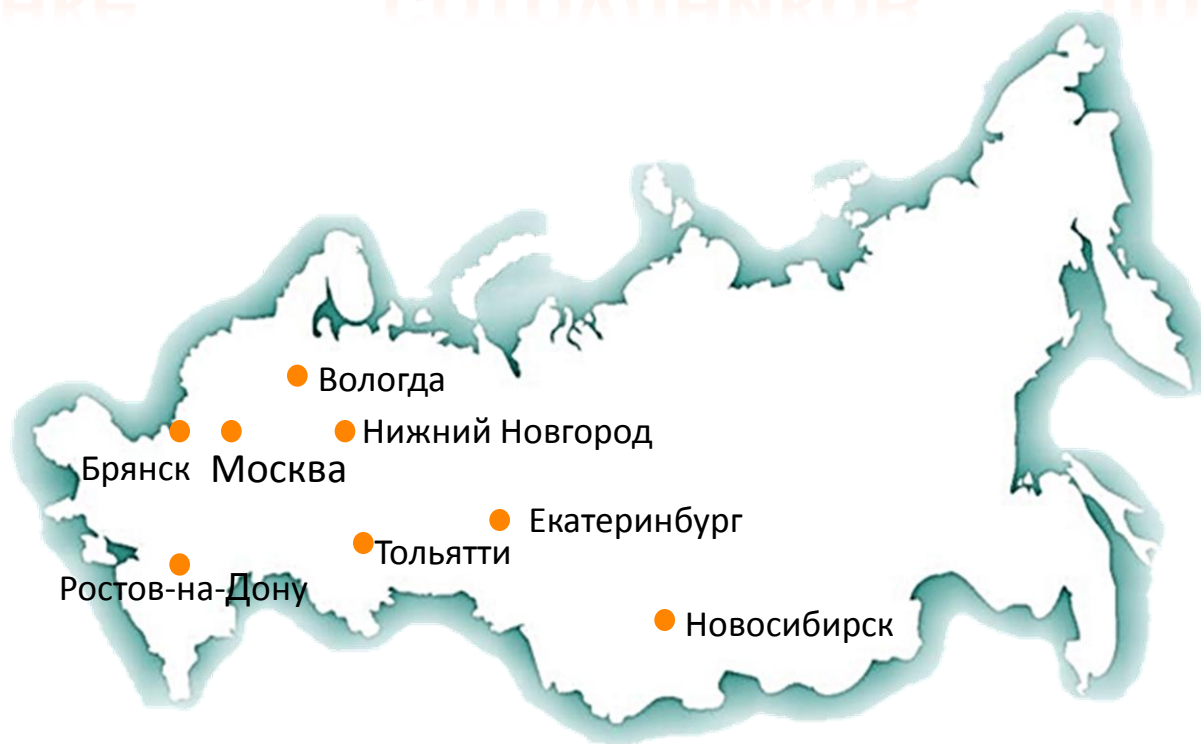 Вологда
Нижний Новгород
Брянск
Москва
Екатеринбург
Тольятти
Ростов-на-Дону
Новосибирск